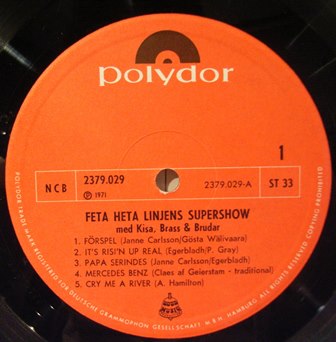 polydor
1
NCB
2379.029
℗ 1971
2379.029-A
ST 33
FETA HETA LINJENS SUPERSHOW
med Kisa, Brass & Brudar
1. FÖRSPEL (Janne Carlsson/Gösta Wälivaara)
2. IT'S RISI'N UP REAL (Egerbladh/P. Gray)
3. PAPA SERINDES (Janne Carlsson/Egerbladh)
4. MERCEDES BENZ (Claes af Geierstam - traditional)
5. CRY ME A RIVER (A. Hamilton)
TRADE MARK REGISTERED FOR DEUTSCHE GRAMMOPHON GESELLSCHAFT M B H HAMBURG ALL RIGHTS RESERVED COPYING PROHIBITED